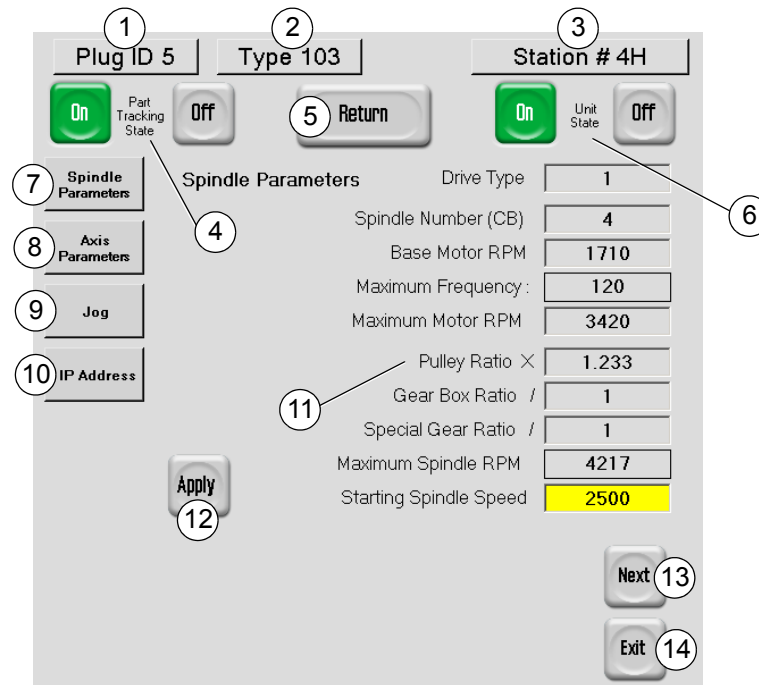 1 2 3
Plug ID 5 Type 103 Station # 4H
On Part Tracking State Off 5 Return On Unit State Off
7 Spindle Parameters Spindle Parameters Drive Type 1
4 6
Spindle Number (CB) 4
8 Axis Parameters Base Motor RPM 1710
Maximum Frequency : 120
9 Jog Maximum Motor RPM 3420
10 IP Address Pulley Ratio X 1.233
11 Gear Box Ratio / 1
Special Gear Ratio / 1
Maximum Spindle RPM 4217
Apply Starting Spindle Speed 2500
12
Next 13
Exit 14